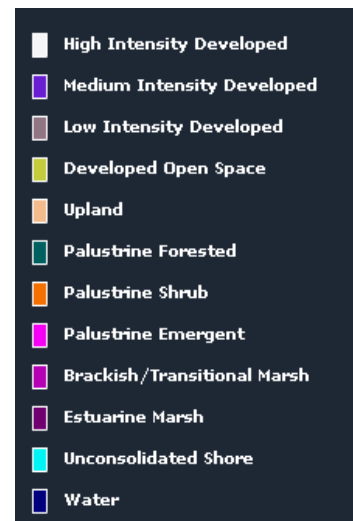 High Intensity Developed
Medium Intensity Developed
Low Intensity Developed
Developed Open Space
Upland
Palustrine Forested
Palustrine Shrub
Palustrine Emergent
Brackish/Transitional Marsh
Estuarine Marsh
Unconsolidated Shore
Water